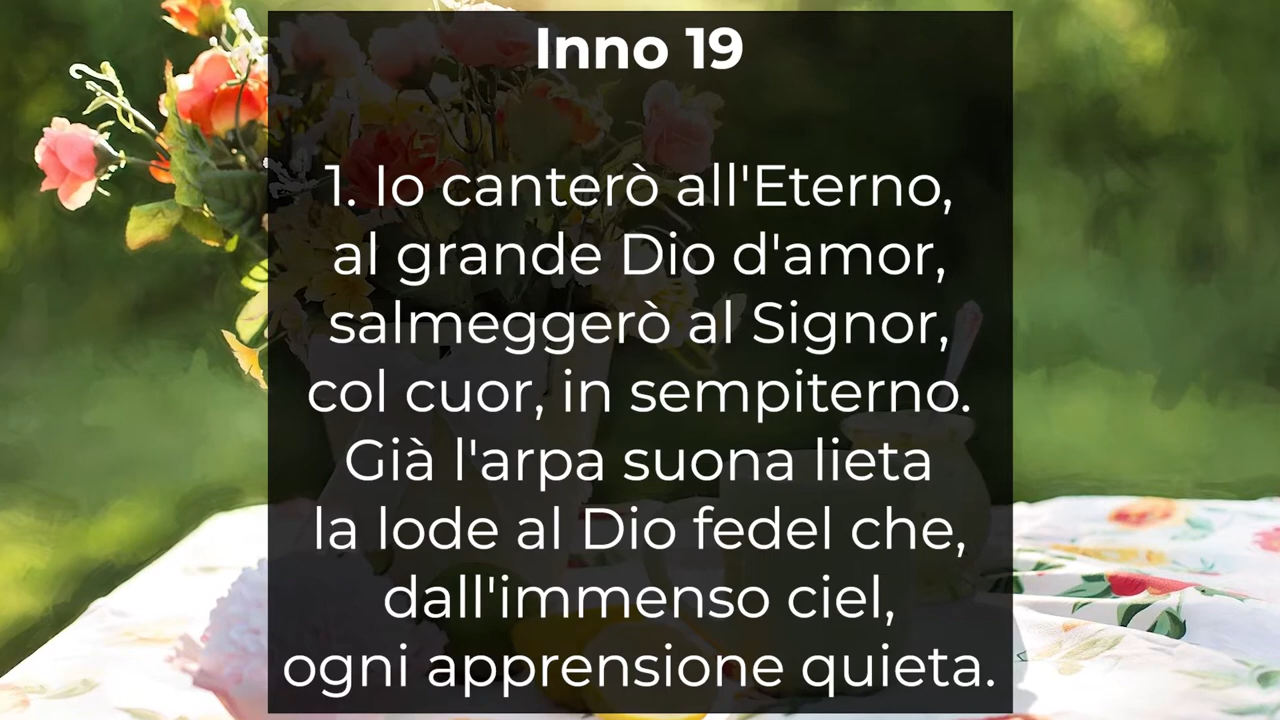 Inno 19
1. Io canterò all'Eterno,
al grande Dio d'amor,
salmeggerò al Signor,
col cuor, in sempiterno.
Già l'arpa suona lieta
la lode al Dio fedel che,
dall'immenso ciel,
ogni apprensione quieta.